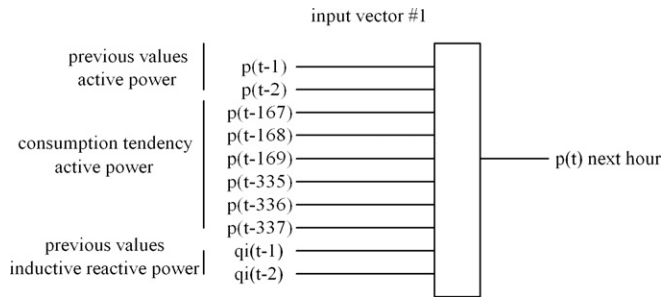 input vector #1
previous values
active power
p(t-1)
p(t-2)
consumption tendency
active power
p(t-167)
p(t-168)
p(t-169)
p(t-335)
p(t-336)
p(t-337)
p(t) next hour
previous values
inductive reactive power
qi(t-1)
qi(t-2)